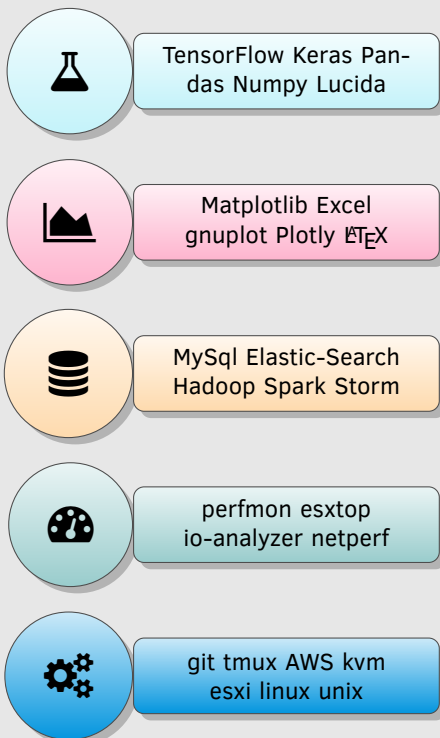 TensorFlow Keras Pan-
das Numpy Lucida
Matplotlib Excel
gnuplot Plotly LATEX
MySql Elastic-Search
Hadoop Spark Storm
perfmon esxtop
io-analyzer netperf
git tmux AWS kvm
esxi linux unix